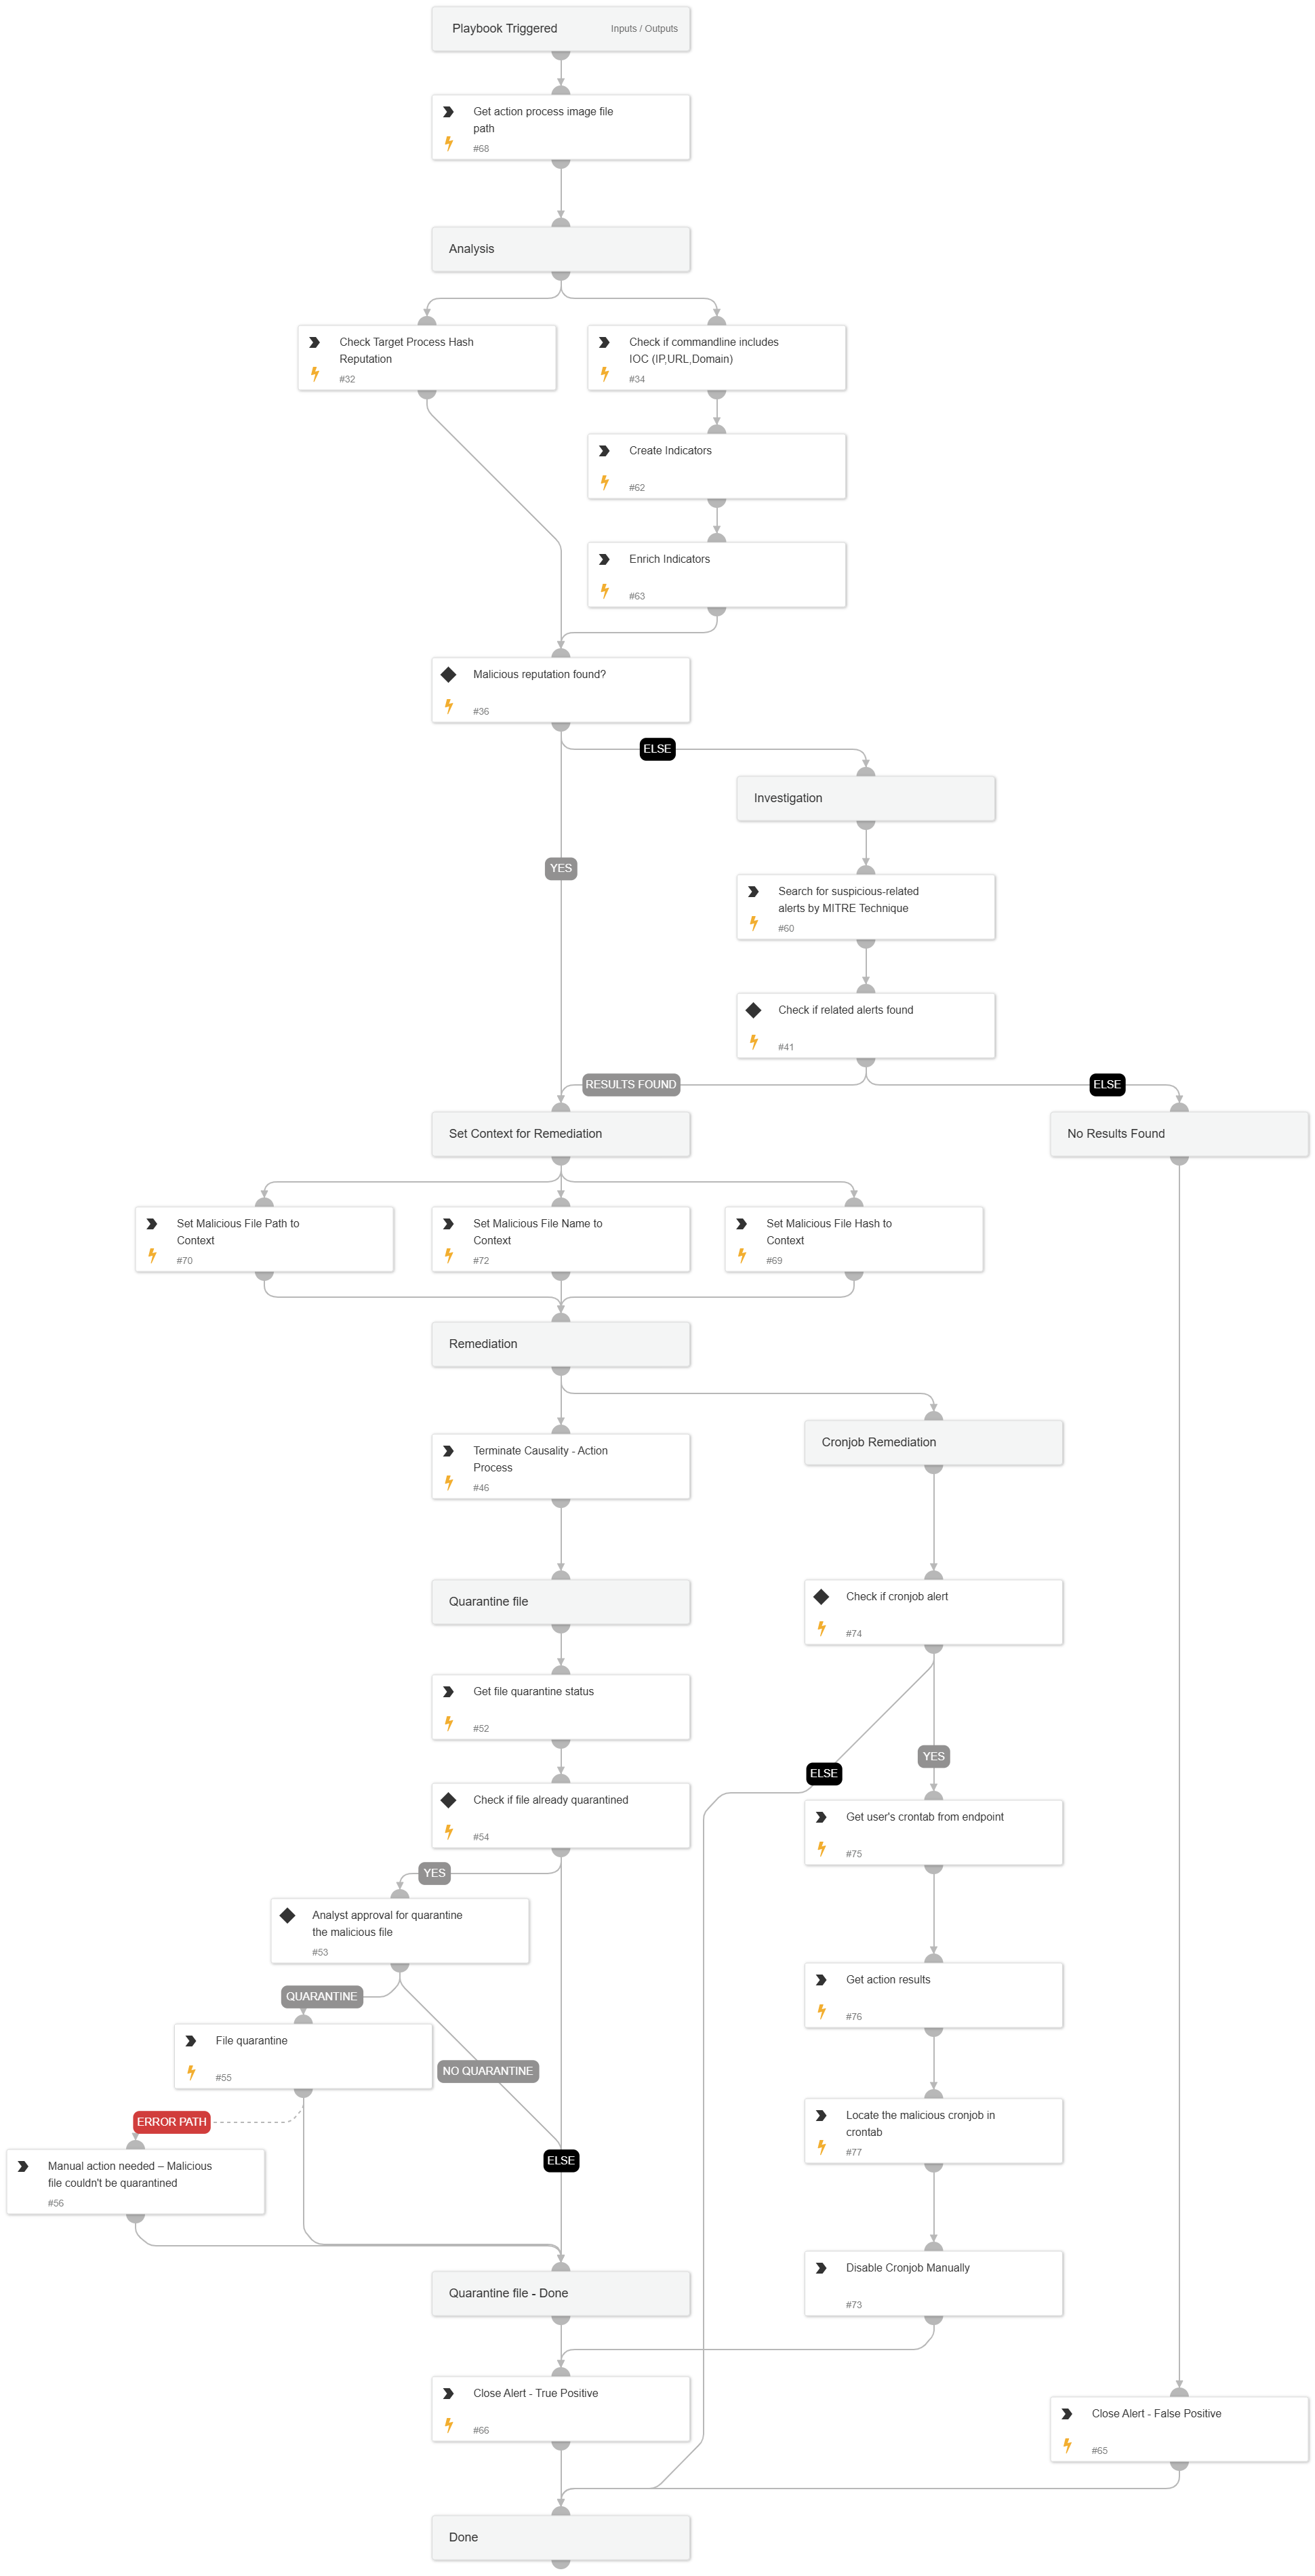 Playbook Triggered
Inputs / Outputs
Get action process image file
path
#68
Analysis
Check Target Process Hash
Reputation
#32
Check if commandline includes
IOC (IP,URL,Domain)
#34
Create Indicators
#62
Enrich Indicators
#63
Malicious reputation found?
#36
ELSE
Investigation
YES
Search for suspicious-related
alerts by MITRE Technique
#60
Check if related alerts found
#41
RESULTS FOUND
ELSE
Set Context for Remediation
No Results Found
Set Malicious File Path to
Context
#70
Set Malicious File Name to
Context
#72
Set Malicious File Hash to
Context
#69
Remediation
Cronjob Remediation
Terminate Causality - Action
Process
#46
Quarantine file
Check if cronjob alert
#74
Get file quarantine status
#52
YES
ELSE
Check if file already quarantined
#54
Get user's crontab from endpoint
#75
YES
Analyst approval for quarantine
the malicious file
#53
Get action results
#76
QUARANTINE
File quarantine
#55
NO QUARANTINE
Locate the malicious cronjob in
crontab
#77
ERROR PATH
ELSE
Manual action needed – Malicious
file couldn't be quarantined
#56
Disable Cronjob Manually
#73
Quarantine file - Done
Close Alert - True Positive
#66
Close Alert - False Positive
#65
Done